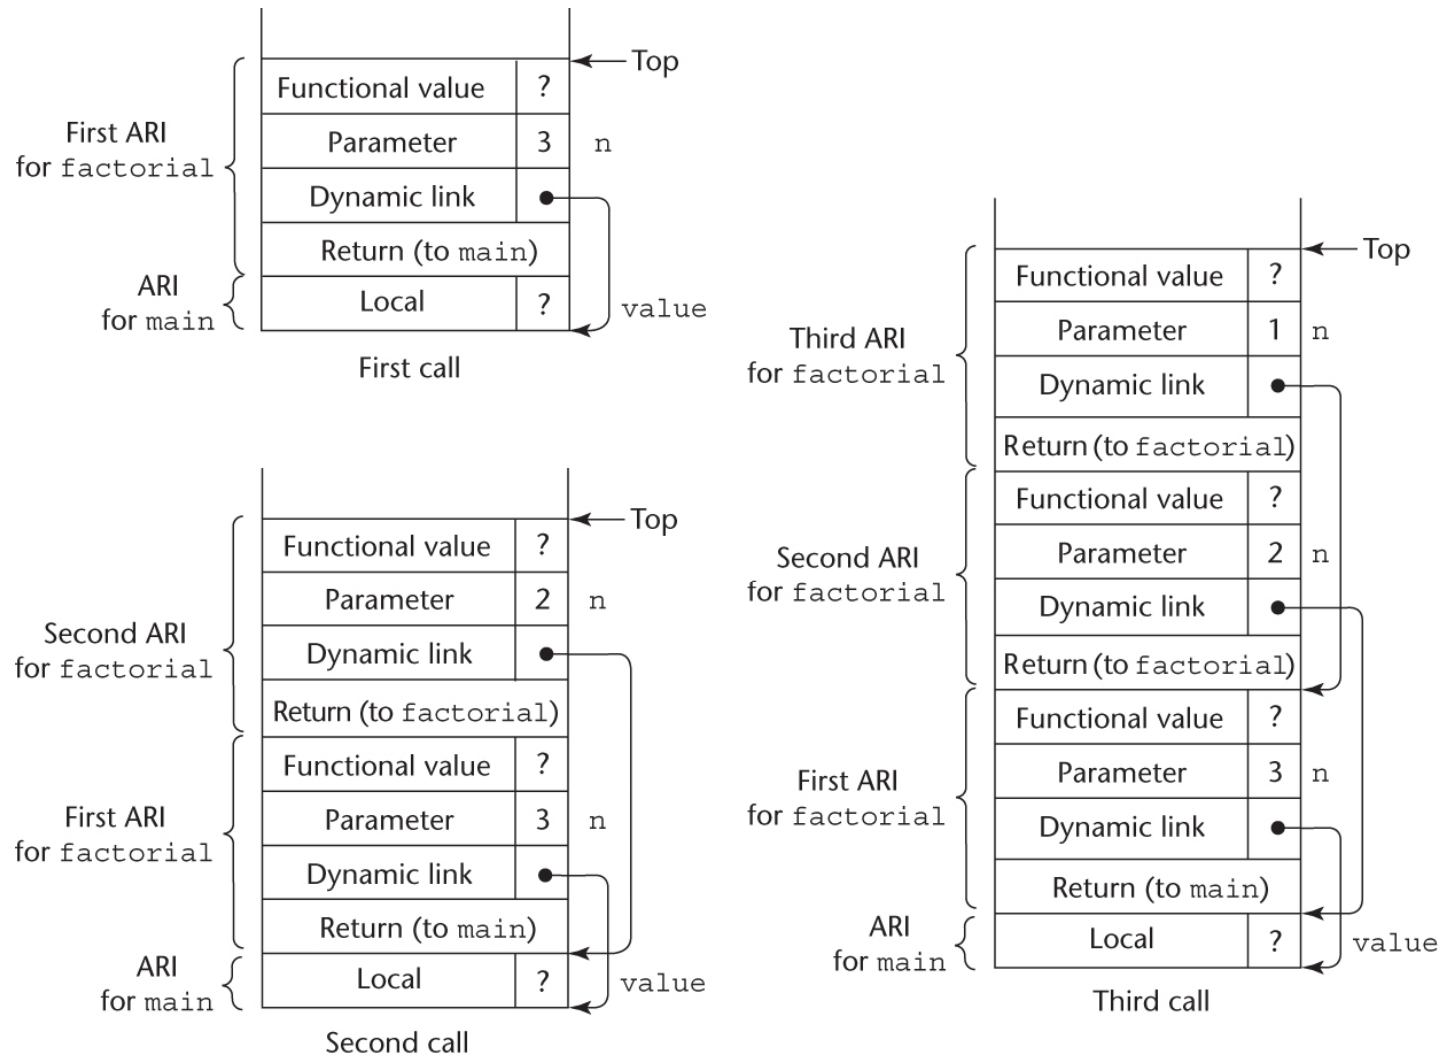 Top
Functional value ?
First ARI
for factorial
Parameter 3 n
Dynamic link
Return (to main)
ARI
for main
Local ?
value
First call
Top
Functional value ?
Parameter 2 n
Second ARI
for factorial
Dynamic link
Return (to factorial)
Functional value ?
First ARI
for factorial
Parameter 3 n
Dynamic link
Return (to main)
ARI
for main
Local ?
value
Second call
Top
Functional value ?
Third ARI
for factorial
Parameter 1 n
Dynamic link
Return (to factorial)
Functional value ?
Second ARI
for factorial
Parameter 2 n
Dynamic link
Return (to factorial)
Functional value ?
First ARI
for factorial
Parameter 3 n
Dynamic link
Return (to main)
ARI
for main
Local ?
value
Third call